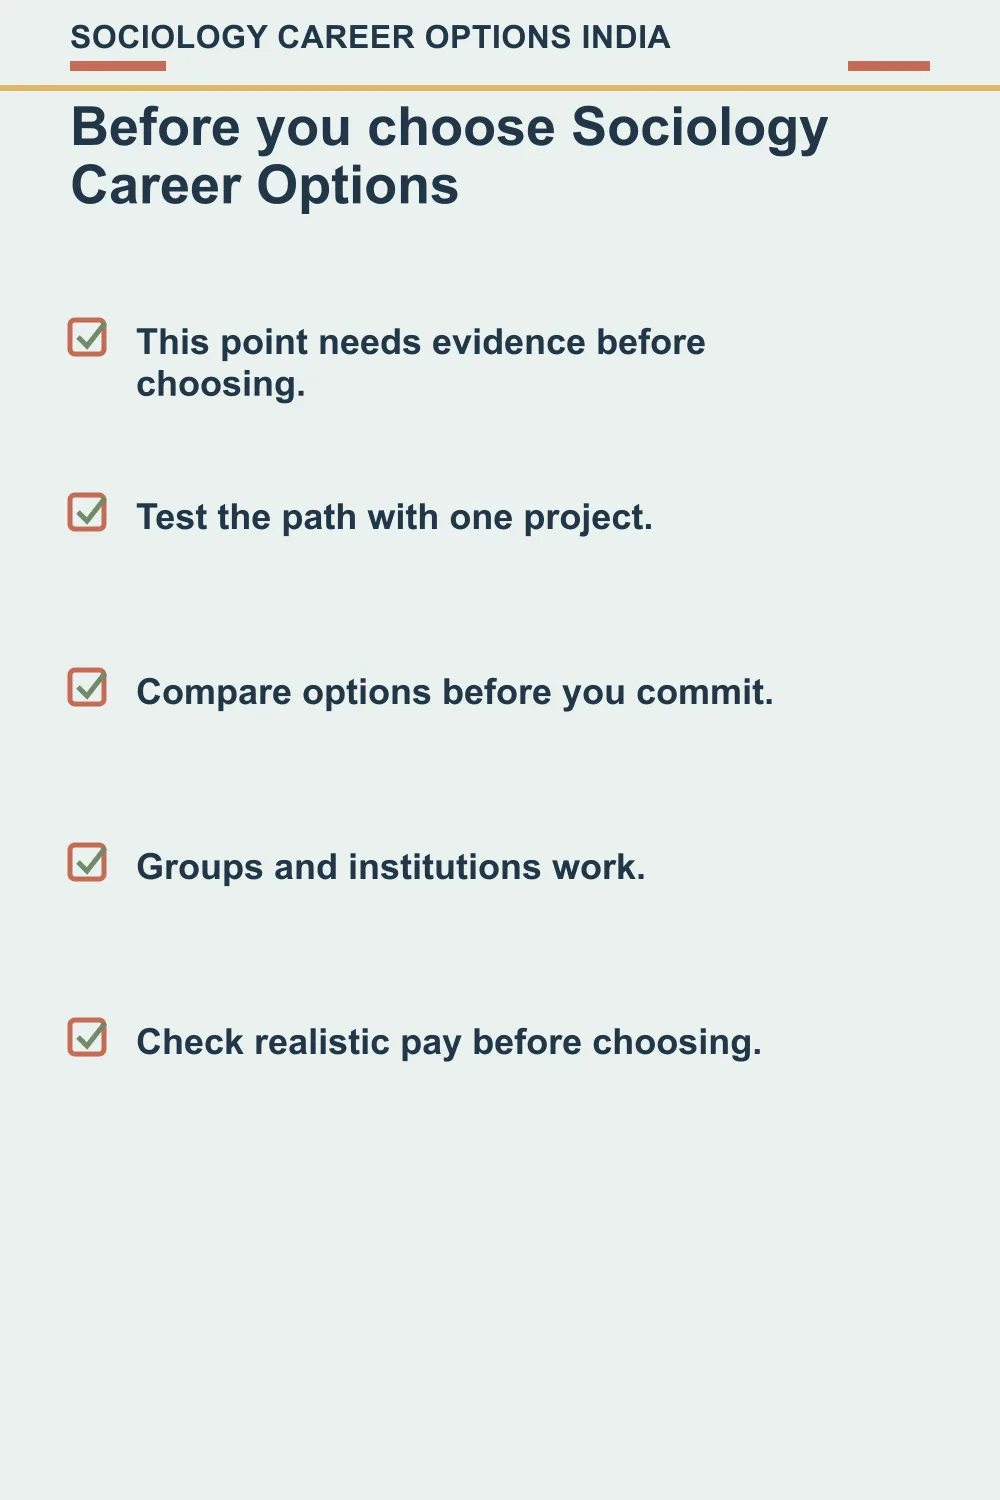 SOCIOLOGY CAREER OPTIONS INDIA
Before you choose Sociology
Career Options
This point needs evidence before
choosing.
Test the path with one project.
Compare options before you commit.
Groups and institutions work.
Check realistic pay before choosing.